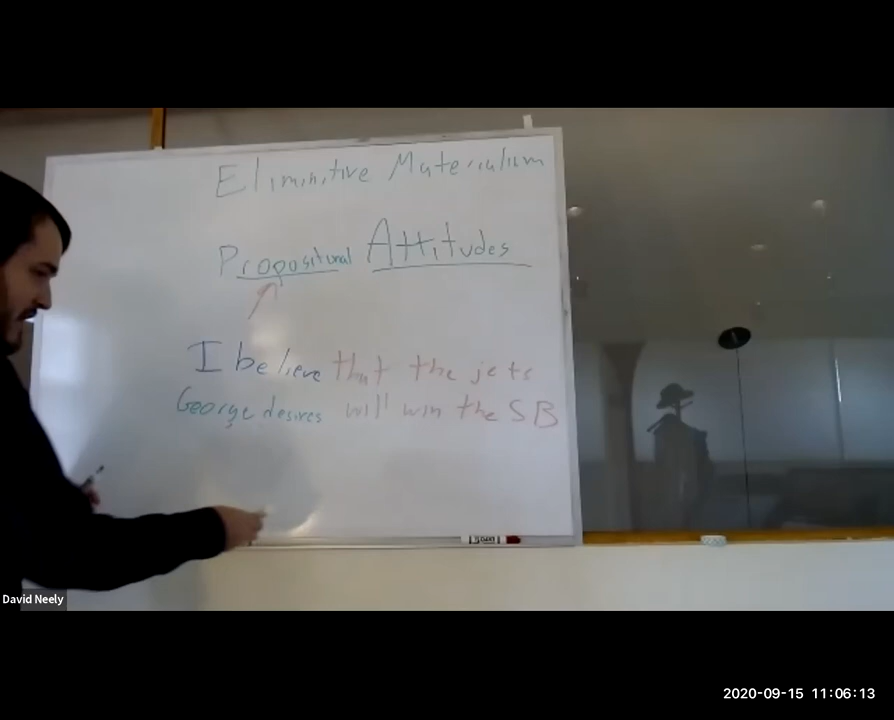 Eliminitive Materialism
Propositional Attitudes
I believe that the jets
George desires will win the SB
David Neely
2020-09-15 11:06:13